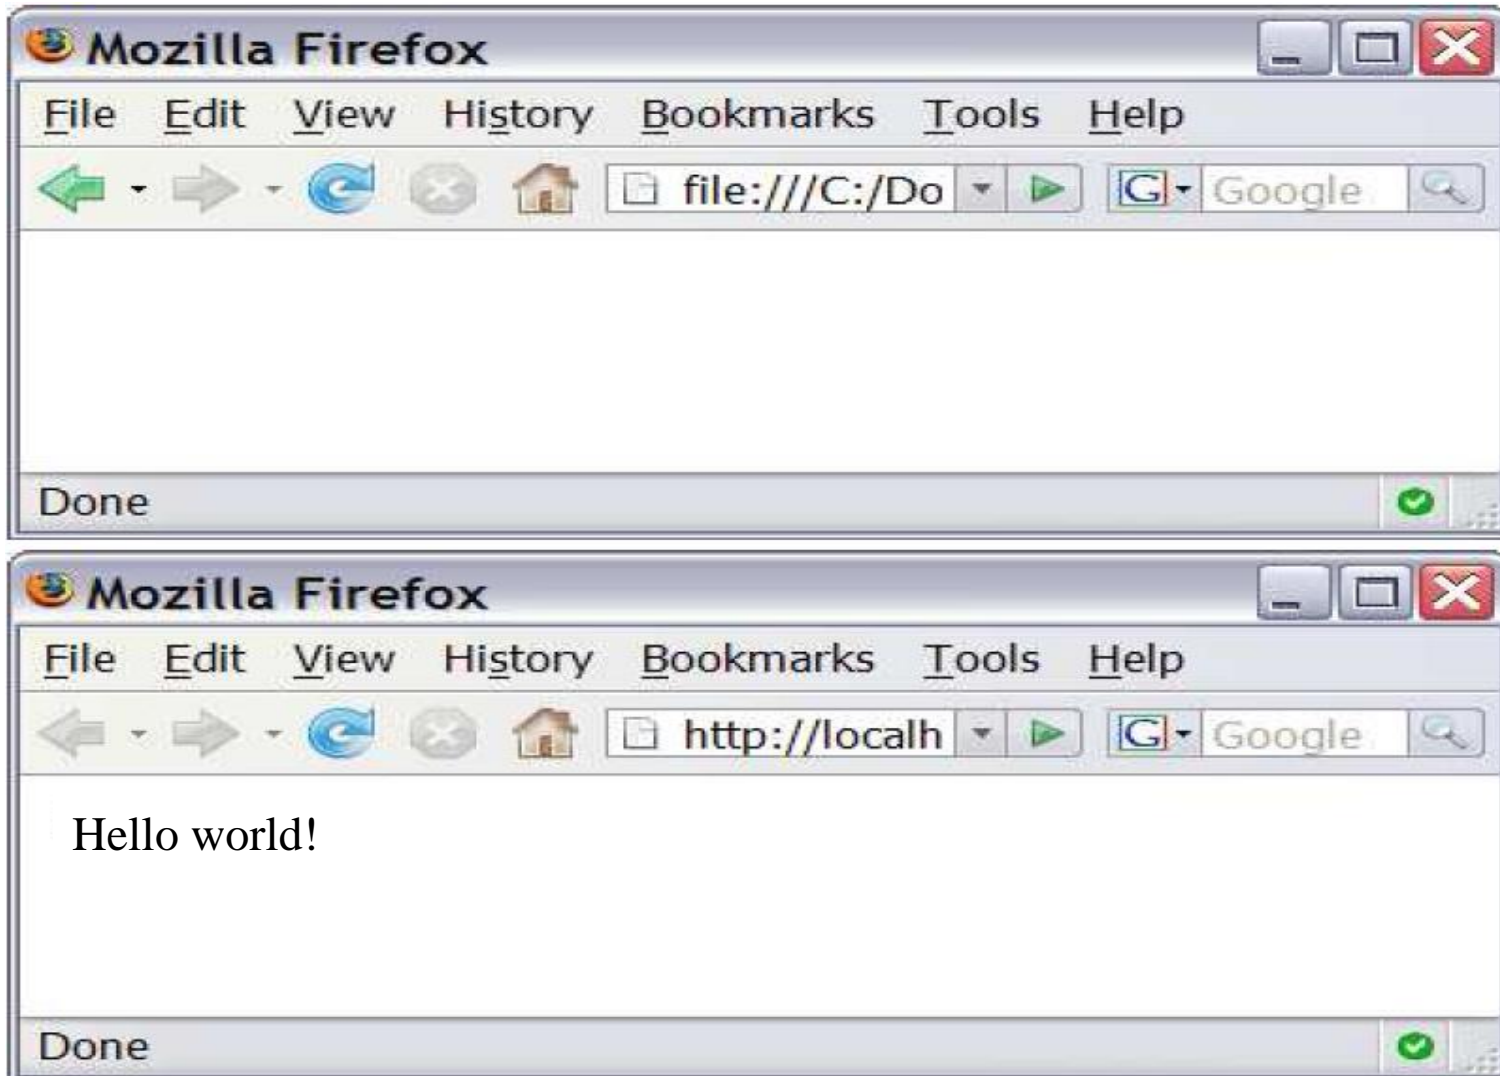 Mozilla Firefox
File Edit View History Bookmarks Tools Help
file:///C:/Do G Google
Done
Mozilla Firefox
File Edit View History Bookmarks Tools Help
http://localh G Google
Hello world!
Done